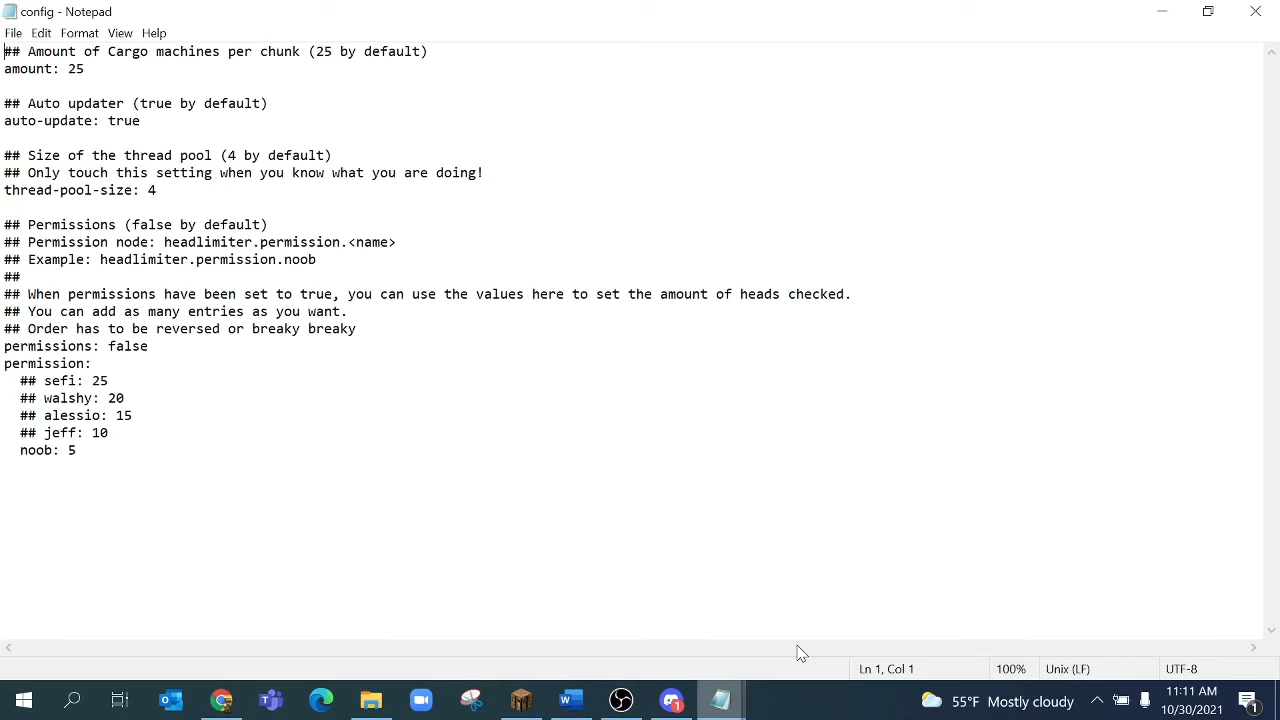 config - Notepad
File Edit Format View Help
## Amount of Cargo machines per chunk (25 by default)
amount: 25
## Auto updater (true by default)
auto-update: true
## Size of the thread pool (4 by default)
## Only touch this setting when you know what you are doing!
thread-pool-size: 4
## Permissions (false by default)
## Permission node: headlimiter.permission.<name>
## Example: headlimiter.permission.noob
##
## When permissions have been set to true, you can use the values here to set the amount of heads checked.
## You can add as many entries as you want.
## Order has to be reversed or breaky breaky
permissions: false
permission:
## sefi: 25
## walshy: 20
## alessio: 15
## jeff: 10
noob: 5
Ln 1, Col 1 100% Unix (LF) UTF-8
55°F Mostly cloudy
11:11 AM
10/30/2021
1
1